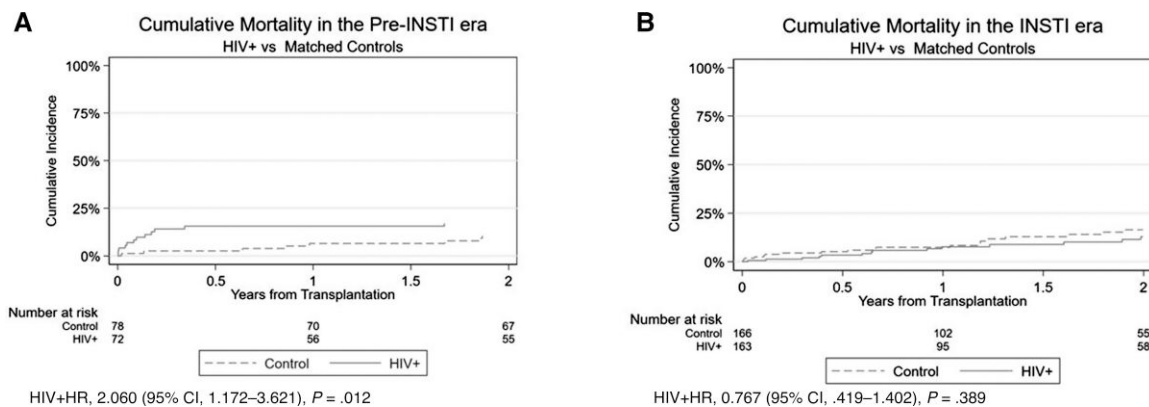 A
Cumulative Mortality in the Pre-INSTI era
HIV+ vs Matched Controls
100%
75%
50%
25%
0%
Cumulative Incidence
0
0.5
1
1.5
2
Years from Transplantation
Number at risk
Control 78 70 67
HIV+ 72 56 55
Control HIV+
HIV+HR, 2.060 (95% CI, 1.172–3.621), P = .012
B
Cumulative Mortality in the INSTI era
HIV+ vs Matched Controls
100%
75%
50%
25%
0%
Cumulative Incidence
0
0.5
1
1.5
2
Years from Transplantation
Number at risk
Control 166 102 55
HIV+ 163 95 58
Control HIV+
HIV+HR, 0.767 (95% CI, .419–1.402), P = .389